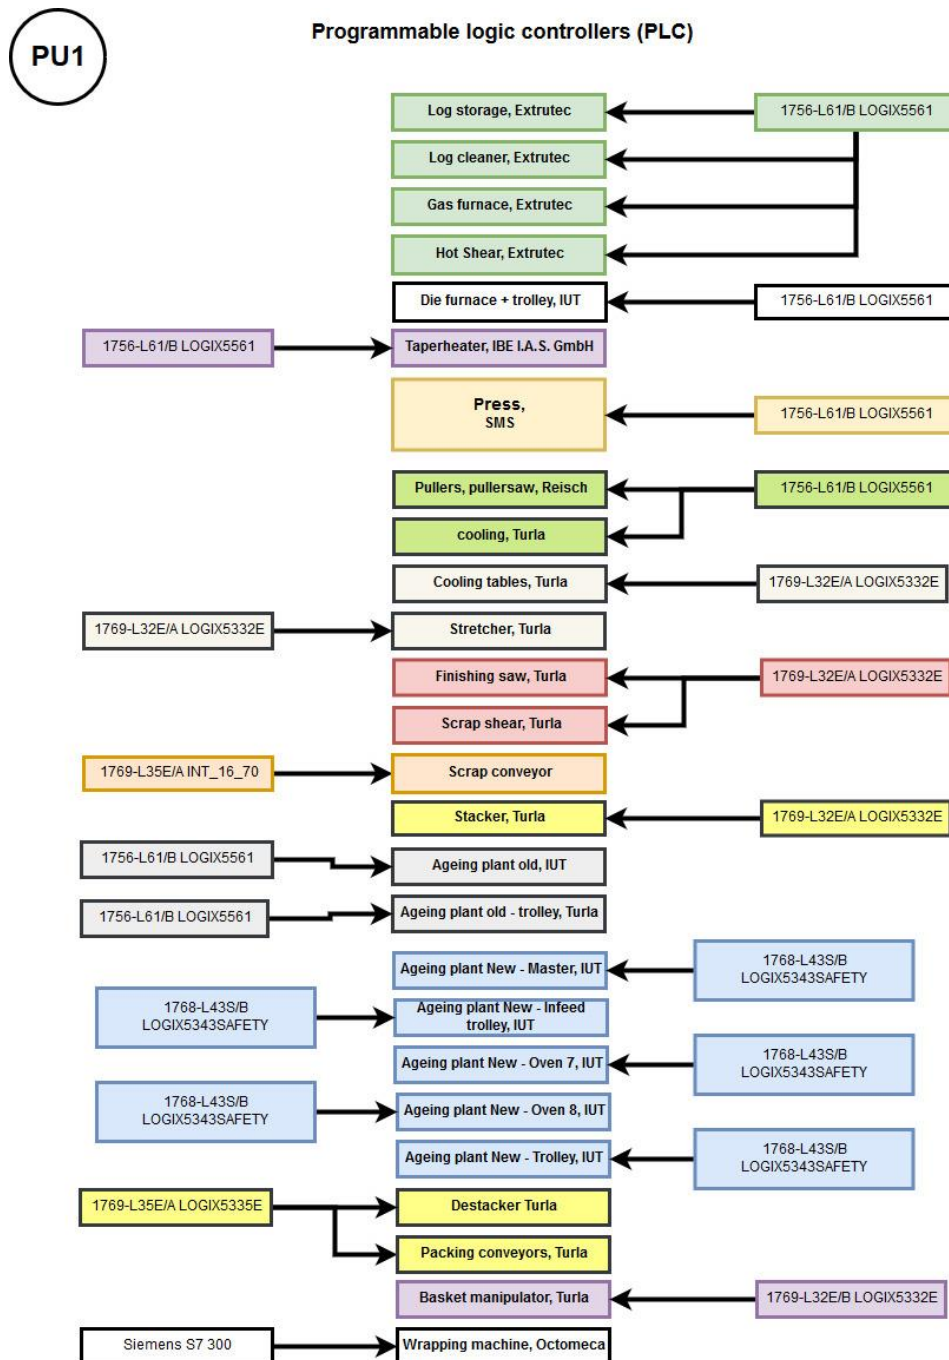 PU1
Programmable logic controllers (PLC)
Log storage, Extrutec
1756-L61/B LOGIX5561
Log cleaner, Extrutec
Gas furnace, Extrutec
Hot Shear, Extrutec
Die furnace + trolley, IUT
1756-L61/B LOGIX5561
1756-L61/B LOGIX5561
Taperheater, IBE I.A.S. GmbH
Press,
SMS
1756-L61/B LOGIX5561
Pullers, pullersaw, Reisch
1756-L61/B LOGIX5561
cooling, Turla
Cooling tables, Turla
1769-L32E/A LOGIX5332E
1769-L32E/A LOGIX5332E
Stretcher, Turla
Finishing saw, Turla
1769-L32E/A LOGIX5332E
Scrap shear, Turla
1769-L35E/A INT_16_70
Scrap conveyor
Stacker, Turla
1769-L32E/A LOGIX5332E
1756-L61/B LOGIX5561
Ageing plant old, IUT
1756-L61/B LOGIX5561
Ageing plant old - trolley, Turla
Ageing plant New - Master, IUT
1768-L43S/B
LOGIX5343SAFETY
1768-L43S/B
LOGIX5343SAFETY
Ageing plant New - Infeed
trolley, IUT
Ageing plant New - Oven 7, IUT
1768-L43S/B
LOGIX5343SAFETY
1768-L43S/B
LOGIX5343SAFETY
Ageing plant New - Oven 8, IUT
Ageing plant New - Trolley, IUT
1768-L43S/B
LOGIX5343SAFETY
1769-L35E/A LOGIX5335E
Destacker Turla
Packing conveyors, Turla
Basket manipulator, Turla
1769-L32E/B LOGIX5332E
Siemens S7 300
Wrapping machine, Octomeca